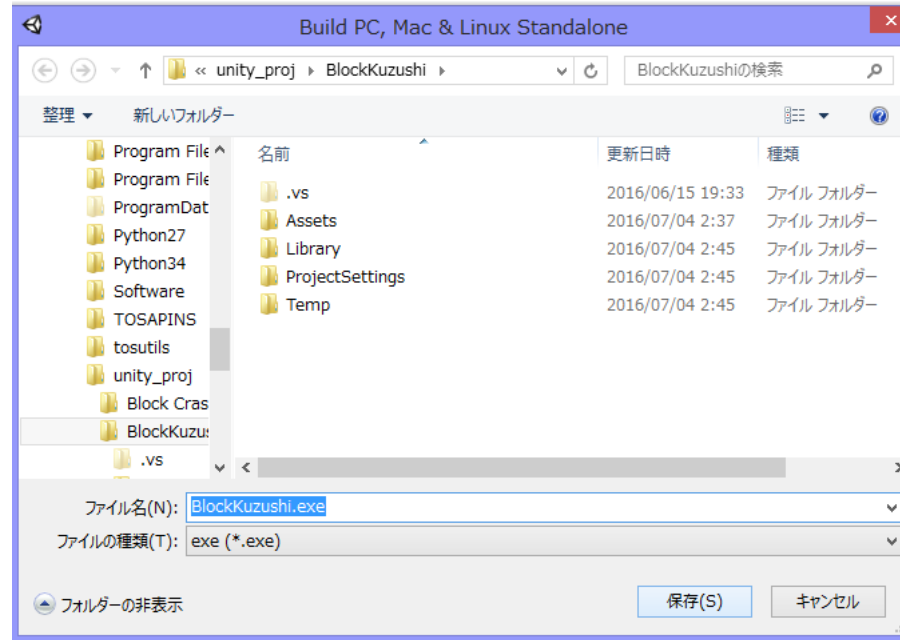 Build PC, Mac & Linux Standalone
« unity_proj BlockKuzushi BlockKuzushiの検索
整理 新しいフォルダー
Program File
Program File
ProgramDat
Python27
Python34
Software
TOSAPINS
tosutils
unity_proj
Block Cras
BlockKuzu
.vs
名前 更新日時 種類
.vs 2016/06/15 19:33 ファイル フォルダー
Assets 2016/07/04 2:37 ファイル フォルダー
Library 2016/07/04 2:45 ファイル フォルダー
ProjectSettings 2016/07/04 2:45 ファイル フォルダー
Temp 2016/07/04 2:45 ファイル フォルダー
ファイル名(N): BlockKuzushi.exe
ファイルの種類(T): exe (*.exe)
フォルダーの非表示 保存(S) キャンセル